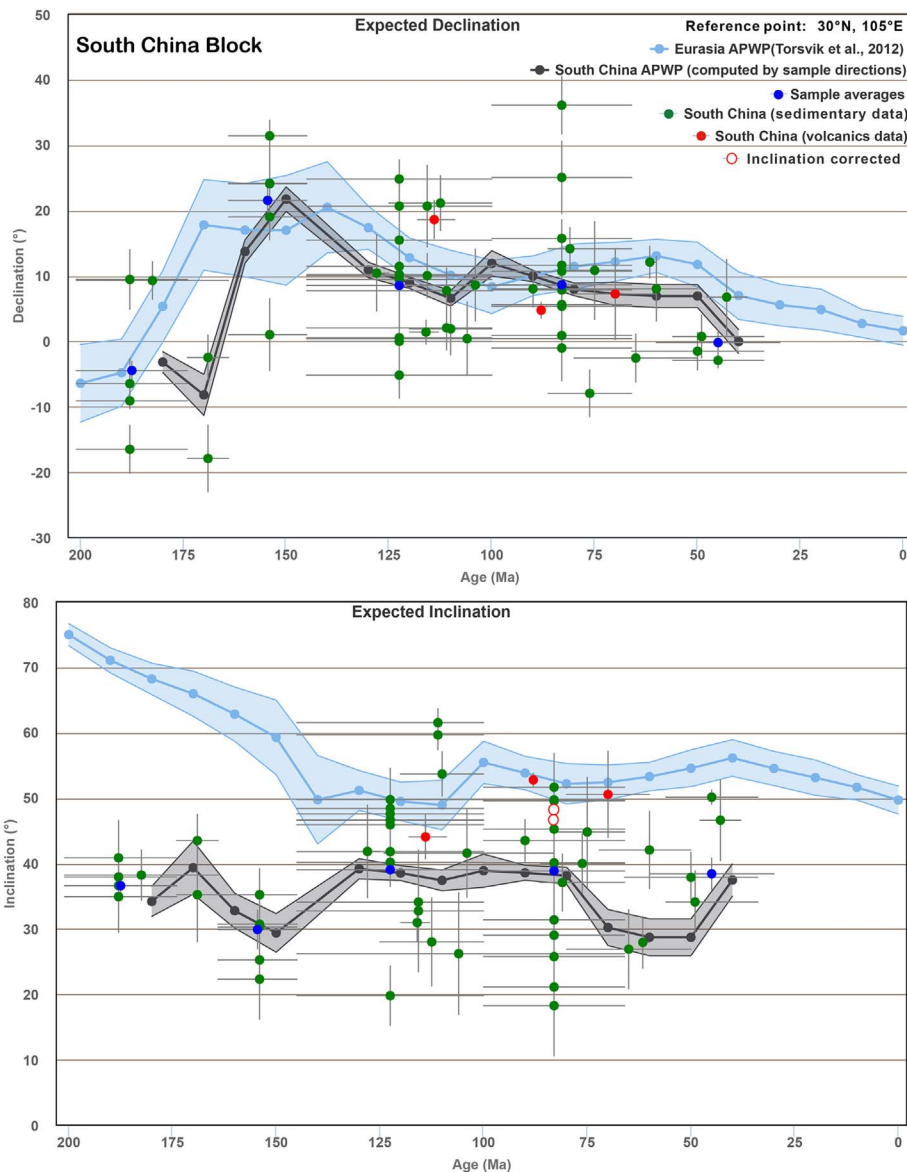 Expected Declination
Reference point: 30°N, 105°E
South China Block
Eurasia APWP(Torsvik et al., 2012)
South China APWP (computed by sample directions)
Sample averages
South China (sedimentary data)
South China (volcanics data)
Inclination corrected
50
40
30
20
10
0
-10
-20
-30
Declination (°)
200
175
150
125
100
75
50
25
0
Age (Ma)
Expected Inclination
80
70
60
50
40
30
20
10
0
Inclination (°)
200
150
125
100
75
50
25
0
Age (Ma)